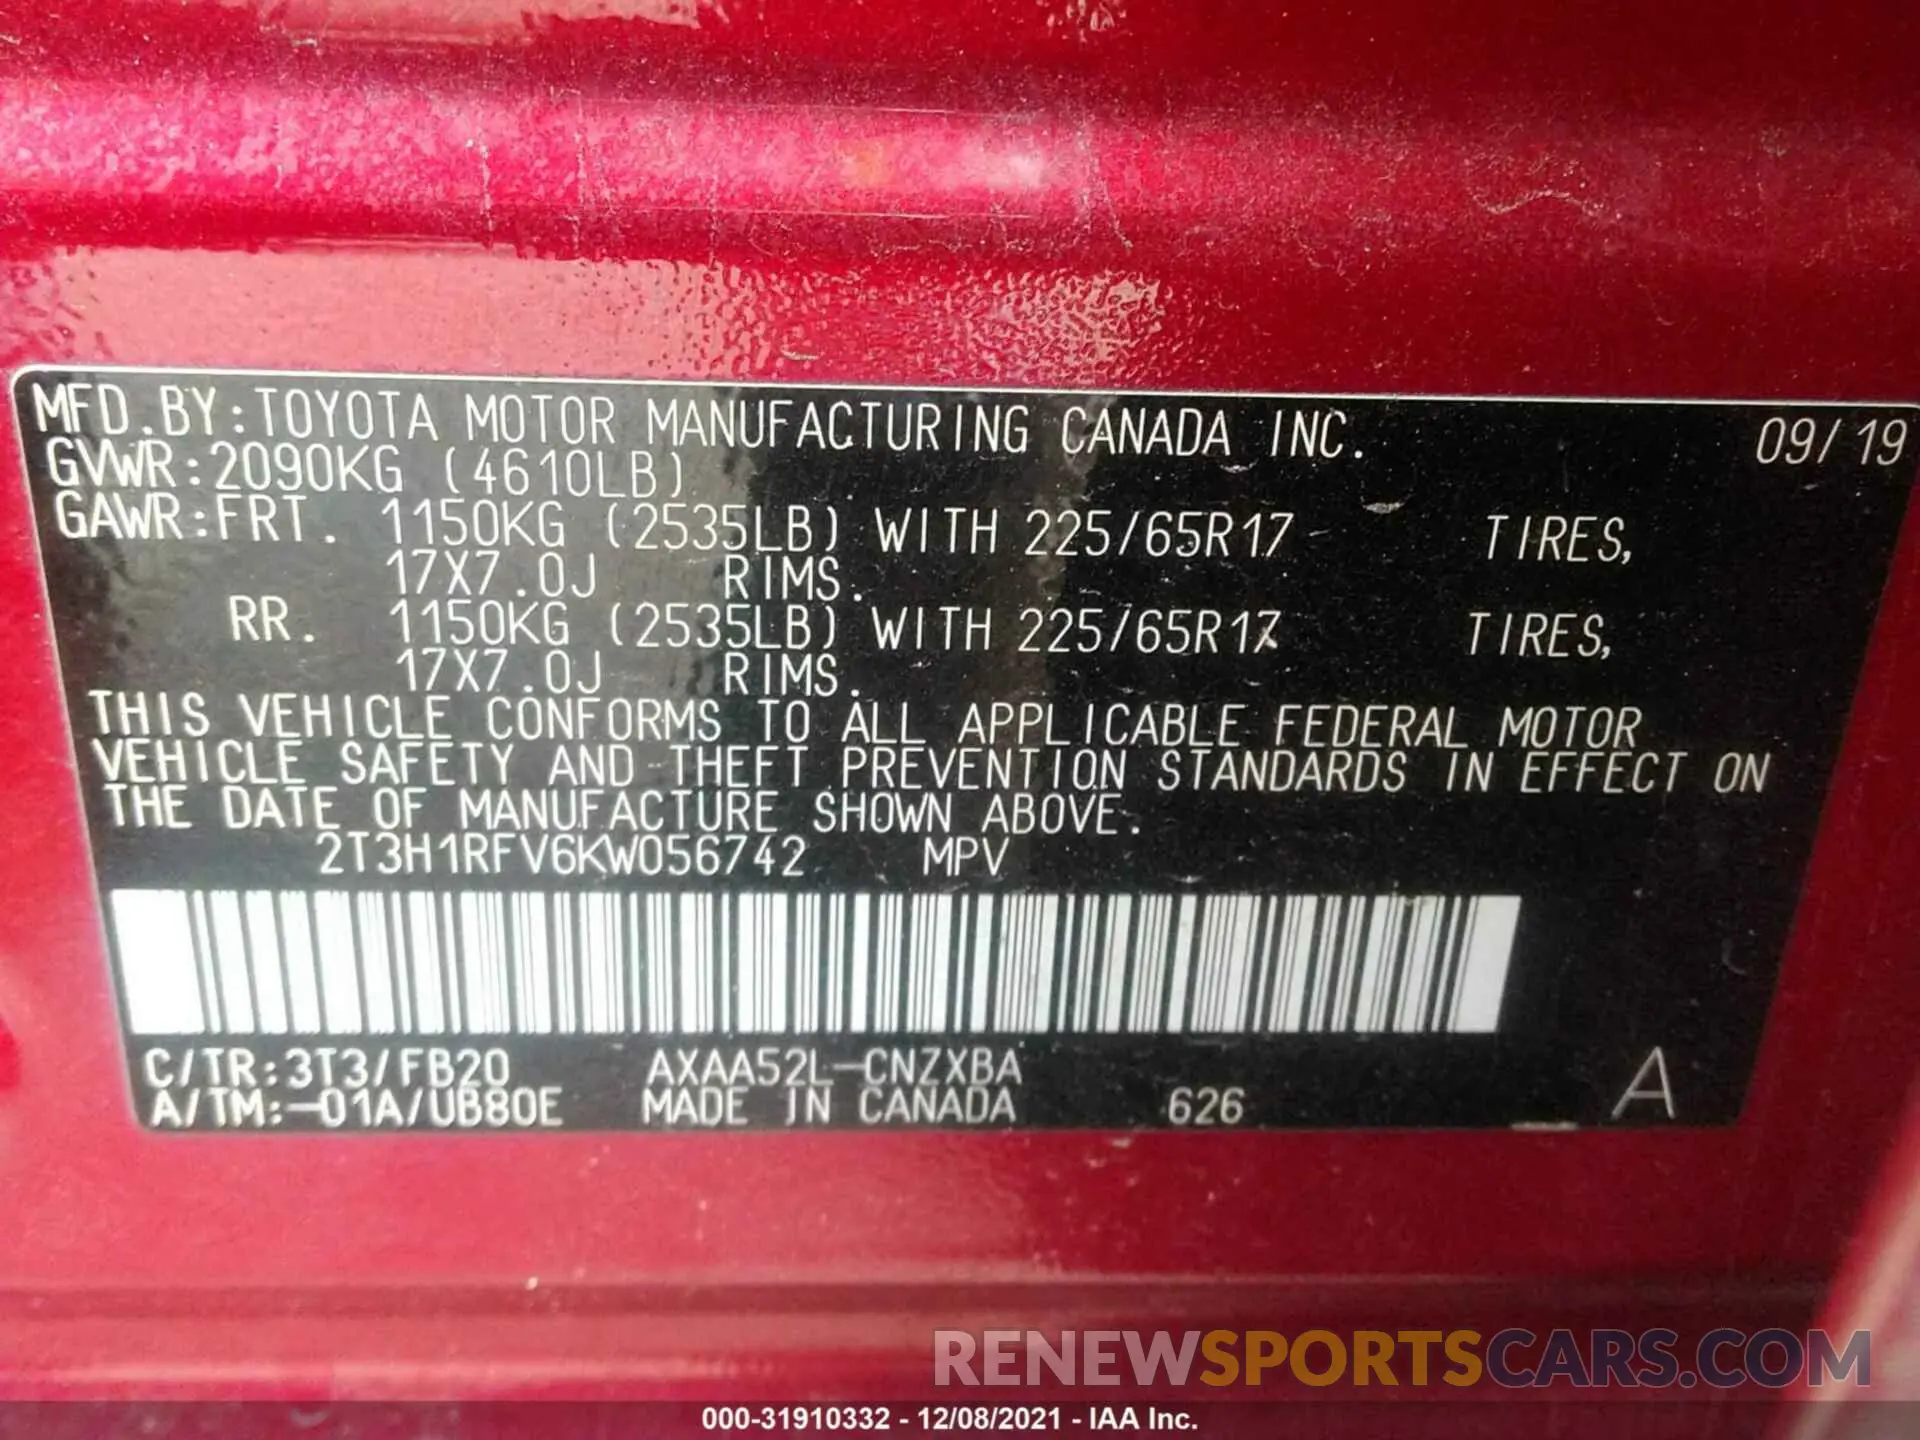 MFD.BY:TOYOTA MOTOR MANUFACTURING CANADA INC. 09/19
GVWR:2090KG (4610LB)
GAWR:FRT. 1150KG (2535LB) WITH 225/65R17 TIRES,
17X7.0J RIMS.
RR. 1150KG (2535LB) WITH 225/65R17 TIRES,
17X7.0J RIMS.
THIS VEHICLE CONFORMS TO ALL APPLICABLE FEDERAL MOTOR
VEHICLE SAFETY AND THEFT PREVENTION STANDARDS IN EFFECT ON
THE DATE OF MANUFACTURE SHOWN ABOVE.
2T3H1RFV6KW056742 MPV
C/TR:3T3/FB20 AXAA52L-CNZXBA
A/TM:-01A/UB80E MADE IN CANADA 626 A
RENEWSPORTSCARS.COM
000-31910332 - 12/08/2021 - IAA Inc.